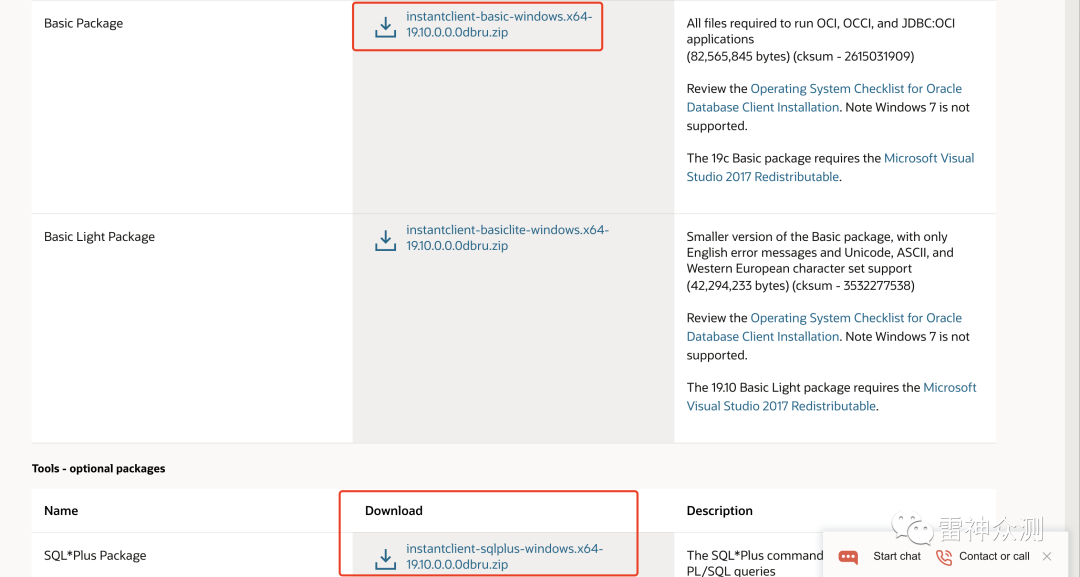 Basic Package
instantclient-basic-windows.x64-
19.10.0.0.0dbru.zip
All files required to run OCI, OCCI, and JDBC:OCI
applications
(82,565,845 bytes) (cksum - 2615031909)
Review the Operating System Checklist for Oracle
Database Client Installation. Note Windows 7 is not
supported.
The 19c Basic package requires the Microsoft Visual
Studio 2017 Redistributable.
Basic Light Package
instantclient-basiclite-windows.x64-
19.10.0.0.0dbru.zip
Smaller version of the Basic package, with only
English error messages and Unicode, ASCII, and
Western European character set support
(42,294,233 bytes) (cksum - 3532277538)
Review the Operating System Checklist for Oracle
Database Client Installation. Note Windows 7 is not
supported.
The 19.10 Basic Light package requires the Microsoft
Visual Studio 2017 Redistributable.
Tools - optional packages
Name
Download
Description
SQL*Plus Package
instantclient-sqlplus-windows.x64-
19.10.0.0.0dbru.zip
The SQL*Plus command
PL/SQL queries
雷神众测
Start chat
Contact or call